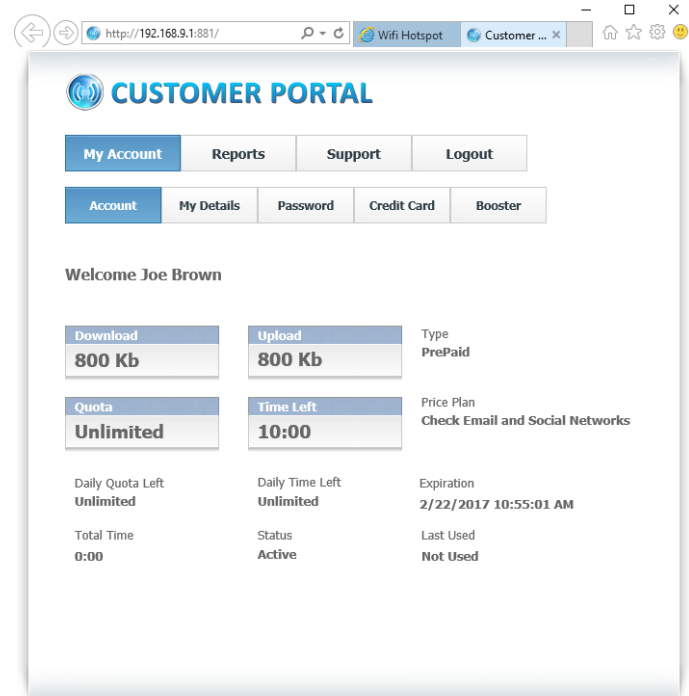 http://192.168.9.1:881/
Wifi Hotspot
Customer ...
CUSTOMER PORTAL
My Account Reports Support Logout
Account My Details Password Credit Card Booster
Welcome Joe Brown
Download Upload Type
800 Kb 800 Kb PrePaid
Quota Time Left Price Plan
Unlimited 10:00 Check Email and Social Networks
Daily Quota Left Daily Time Left Expiration
Unlimited Unlimited 2/22/2017 10:55:01 AM
Total Time Status Last Used
0:00 Active Not Used